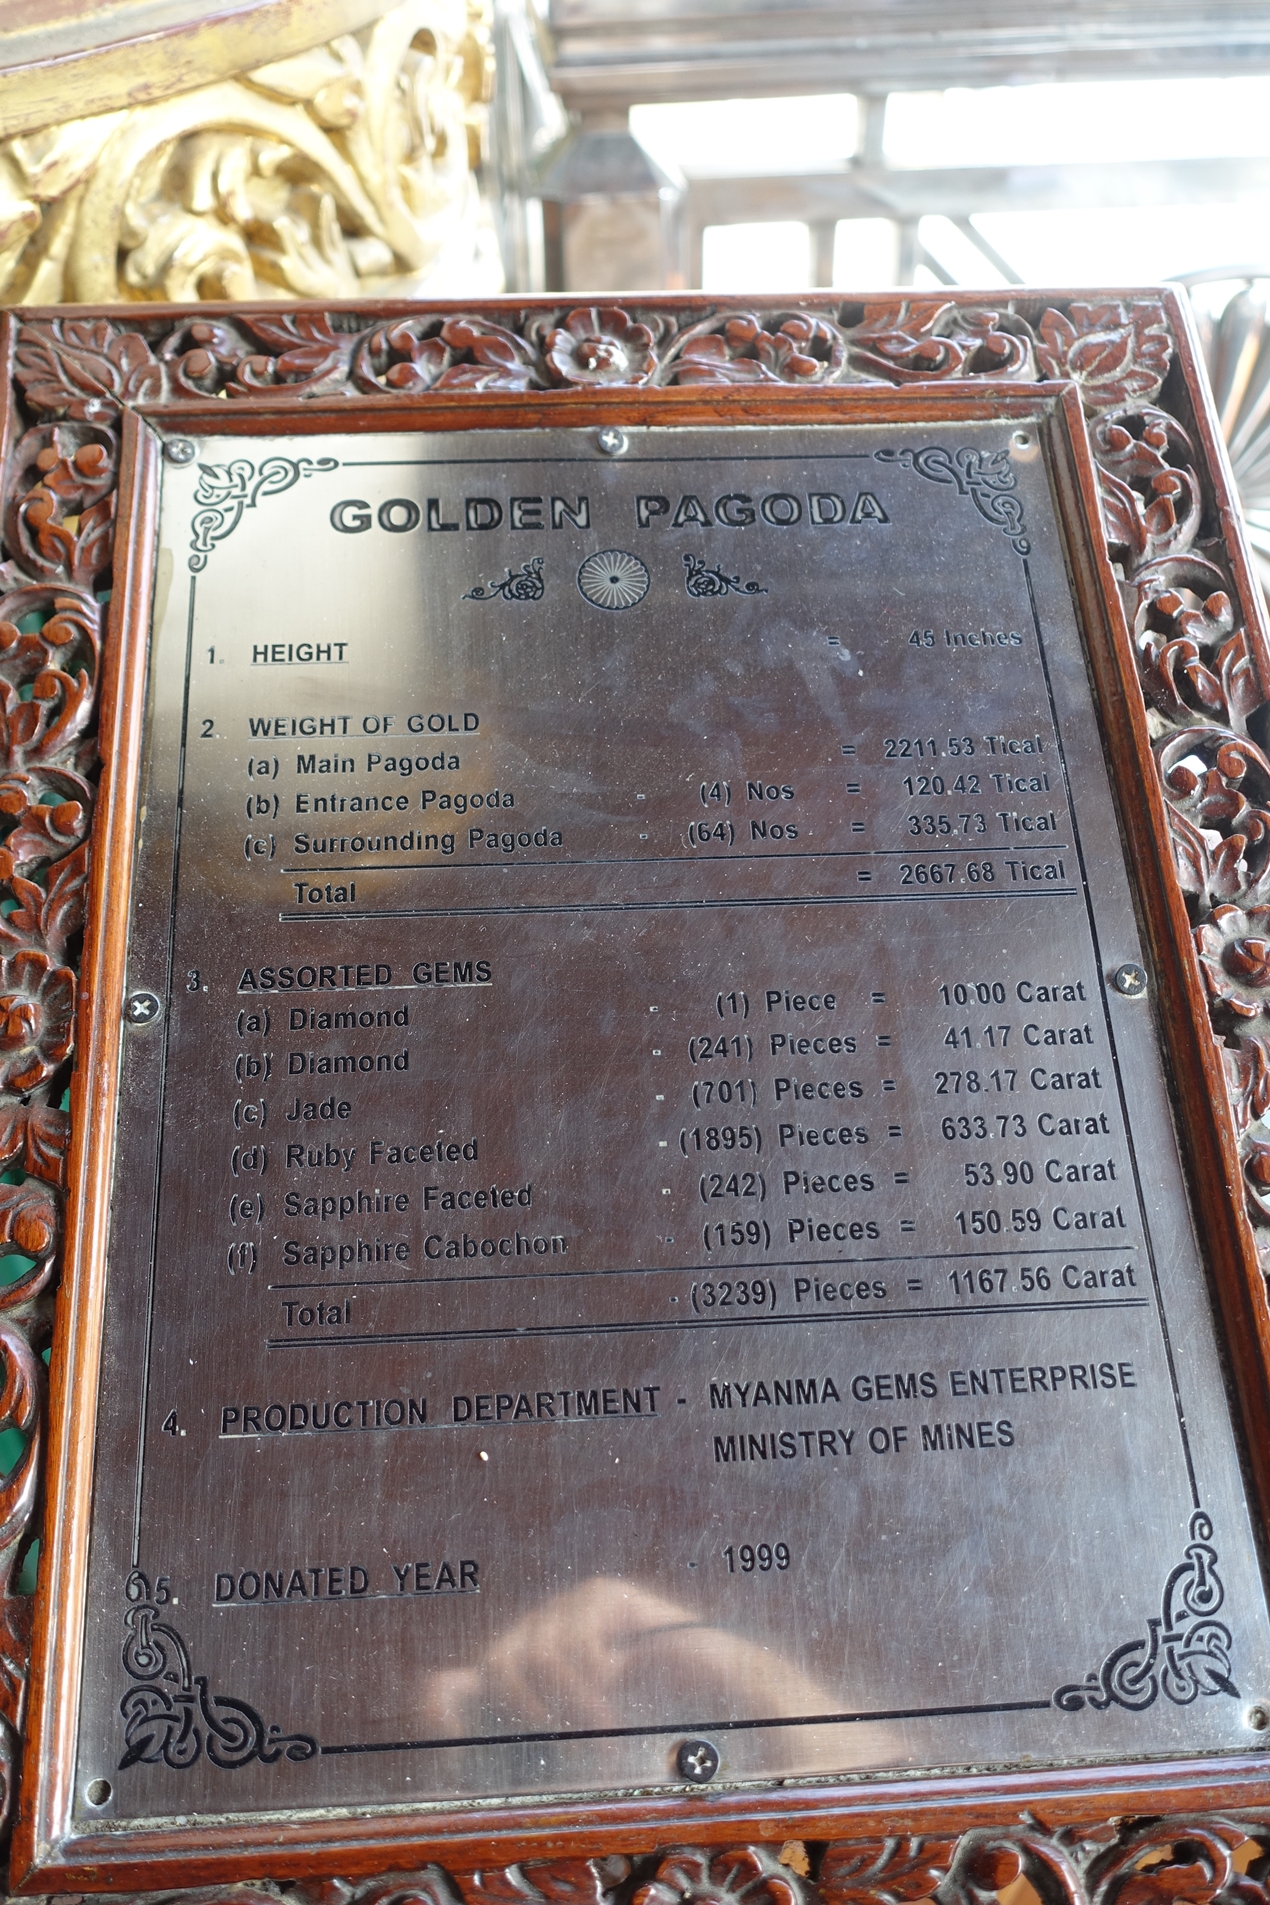 GOLDEN PAGODA
1. HEIGHT = 45 Inches
2. WEIGHT OF GOLD
(a) Main Pagoda = 2211.53 Tical
(b) Entrance Pagoda - (4) Nos = 120.42 Tical
(c) Surrounding Pagoda - (64) Nos = 335.73 Tical
Total = 2667.68 Tical
3. ASSORTED GEMS
(a) Diamond - (1) Piece = 10.00 Carat
(b) Diamond - (241) Pieces = 41.17 Carat
(c) Jade - (701) Pieces = 278.17 Carat
(d) Ruby Faceted - (1895) Pieces = 633.73 Carat
(e) Sapphire Faceted - (242) Pieces = 53.90 Carat
(f) Sapphire Cabochon - (159) Pieces = 150.59 Carat
Total - (3239) Pieces = 1167.56 Carat
4. PRODUCTION DEPARTMENT - MYANMA GEMS ENTERPRISE
MINISTRY OF MINES
5. DONATED YEAR - 1999